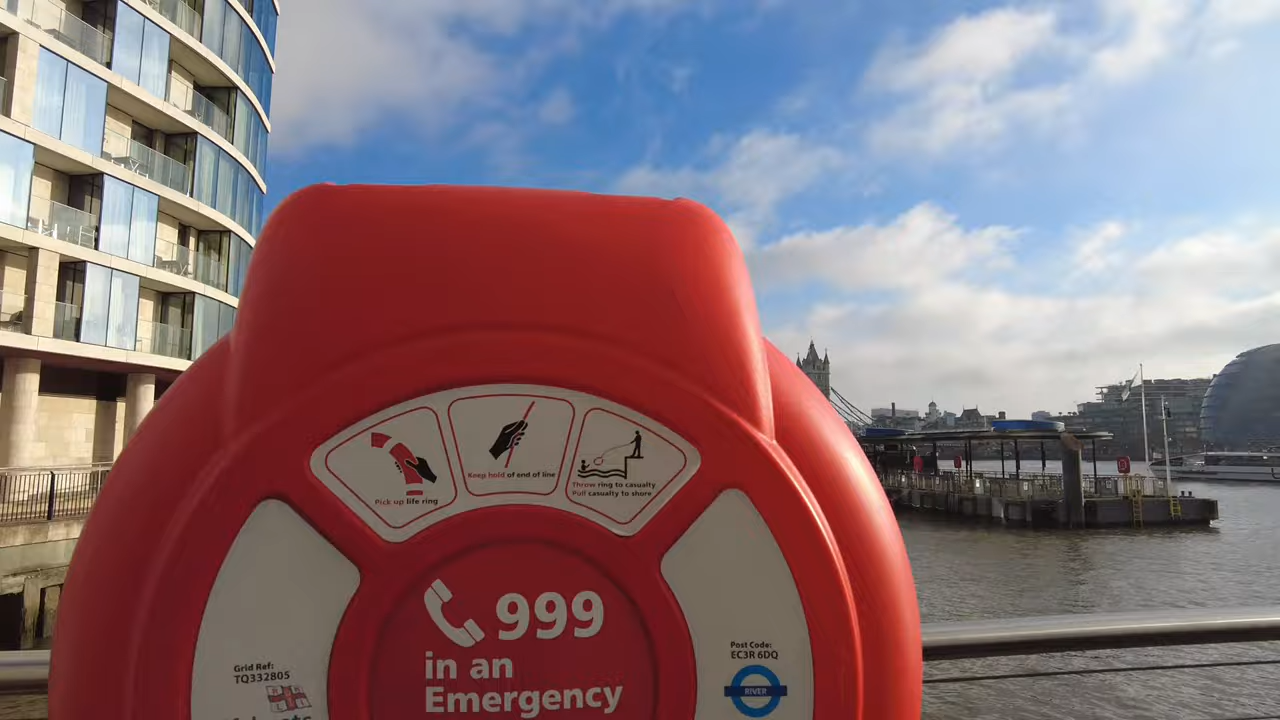 Pick up life ring
Keep hold of end of line
Throw ring to casualty
Pull casualty to shore
999
in an
Emergency
Grid Ref:
TQ332805
Post Code:
EC3R 6DQ
RIVER